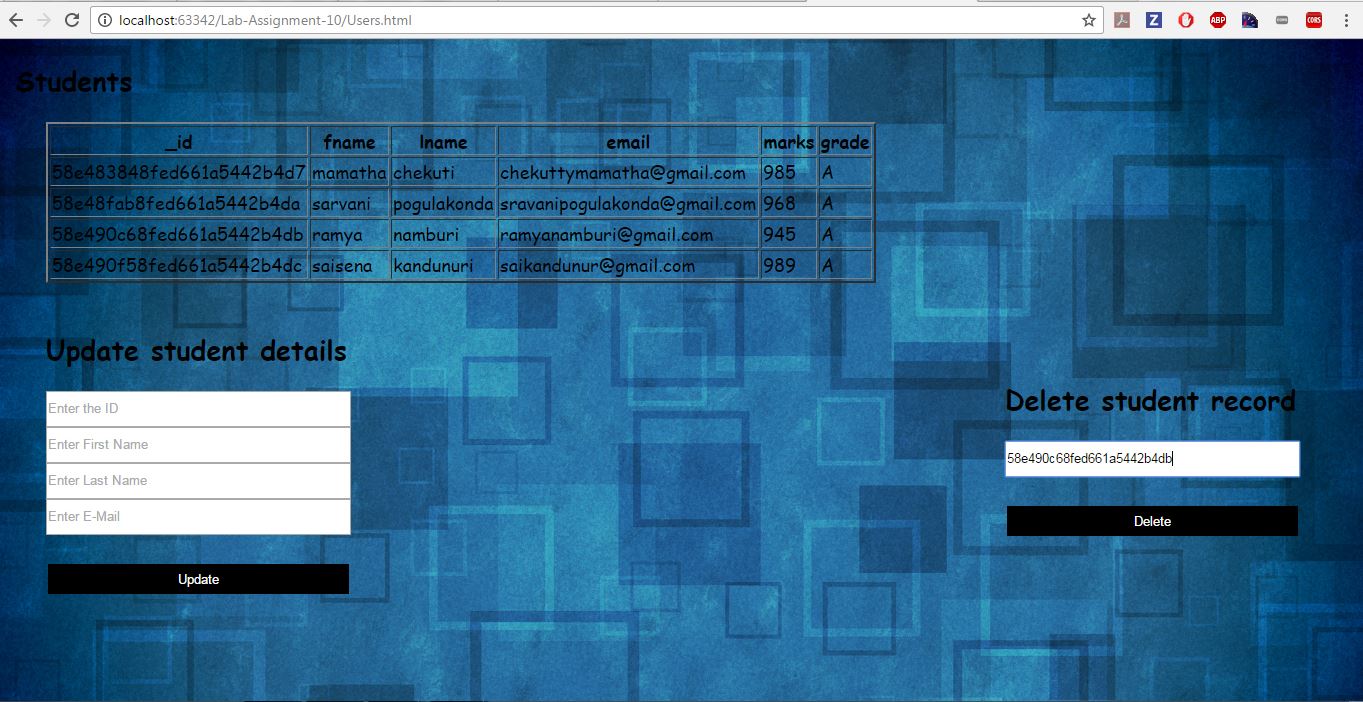 localhost:63342/Lab-Assignment-10/Users.html
Z
ABP
CORS
CORS
Students
_id fname lname email marks grade
58e483848fed661a5442b4d7 mamatha chekuti chekuttymamatha@gmail.com 985 A
58e48fab8fed661a5442b4da sarvani pogulakonda sravanipogulakonda@gmail.com 968 A
58e490c68fed661a5442b4db ramya namburi ramyanamburi@gmail.com 945 A
58e490f58fed661a5442b4dc saisena kandunuri saikandunur@gmail.com 989 A
Update student details
Enter the ID
Enter First Name
Enter Last Name
Enter E-Mail
Update
Delete student record
58e490c68fed661a5442b4db
Delete